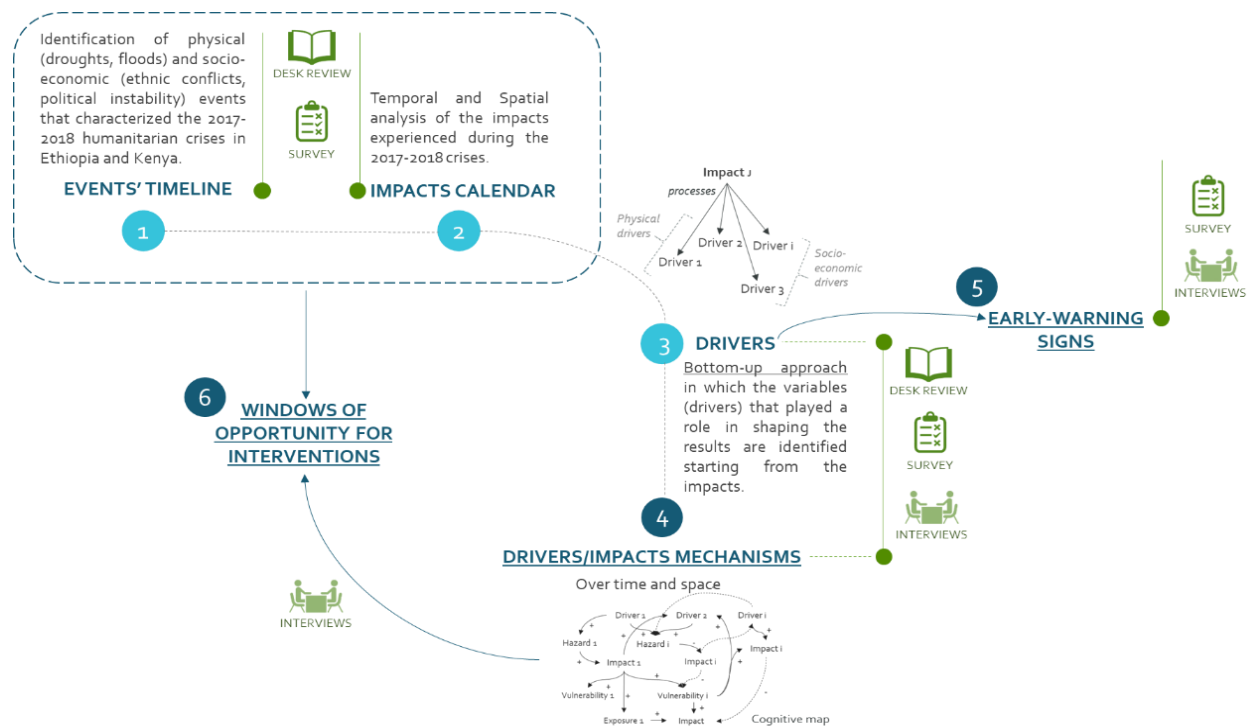 Identification of physical
(droughts, floods) and socio-
economic (ethnic conflicts,
political instability) events
that characterized the 2017-
2018 humanitarian crises in
Ethiopia and Kenya.
EVENTS' TIMELINE
1
DESK REVIEW
SURVEY
Temporal and Spatial
analysis of the impacts
experienced during the
2017-2018 crises.
IMPACTS CALENDAR
2
Impact J
processes
Physical
drivers
Driver 1
Driver 2
Driver i
Driver 3
Socio-
economic
drivers
3
DRIVERS
Bottom-up approach
in which the variables
(drivers) that played a
role in shaping the
results are identified
starting from the
impacts.
DESK REVIEW
SURVEY
INTERVIEWS
5
EARLY-WARNING
SIGNS
SURVEY
INTERVIEWS
6
WINDOWS OF
OPPORTUNITY FOR
INTERVENTIONS
INTERVIEWS
4
DRIVERS/IMPACTS MECHANISMS
Over time and space
Driver 1
Driver 2
Driver i
+
+
+
+
+
Hazard 1
Hazard i
-
Impact i
+
Impact 1
Impact i
+
+
+
-
-
Vulnerability 1
Vulnerability i
+
+
Exposure 1
+
Impact
Cognitive map